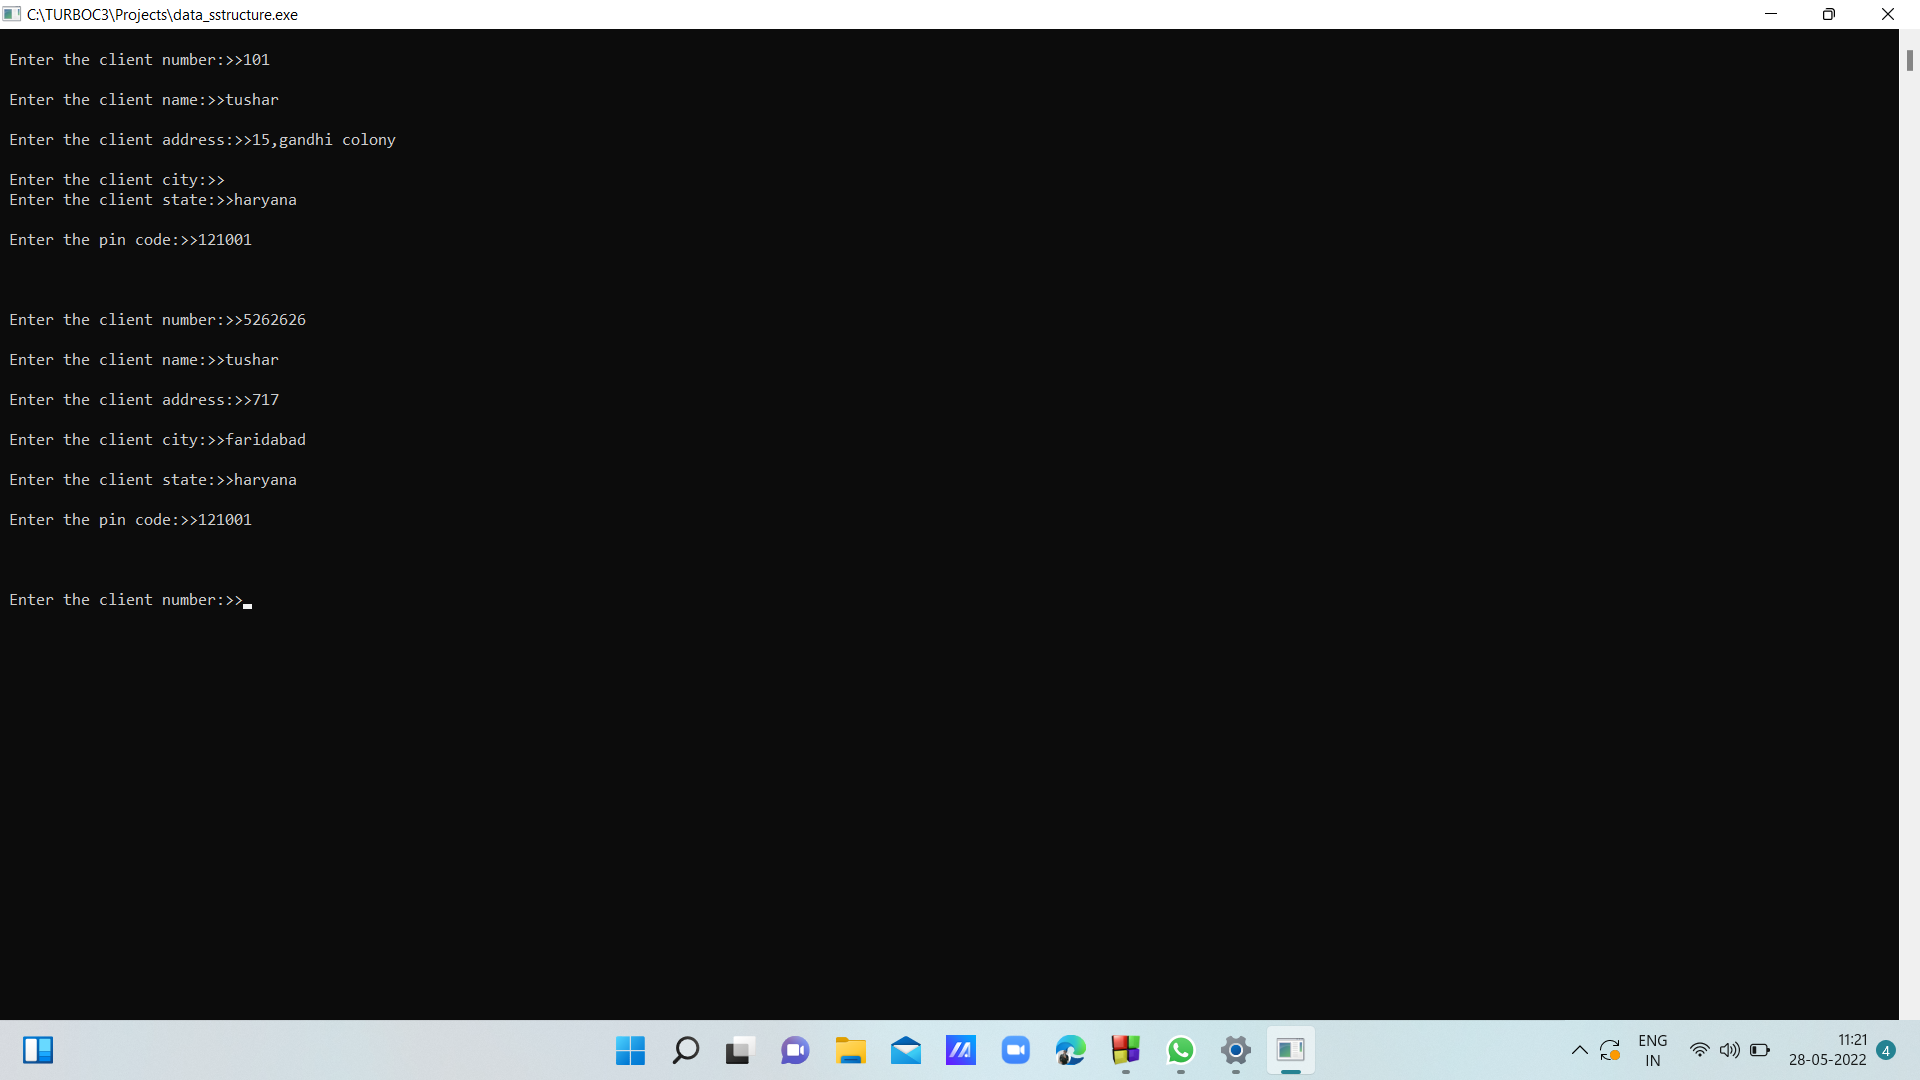 C:\TURBOC3\Projects\data_sstructure.exe
Enter the client number:>>101
Enter the client name:>>tushar
Enter the client address:>>15,gandhi colony
Enter the client city:>>
Enter the client state:>>haryana
Enter the pin code:>>121001
Enter the client number:>>5262626
Enter the client name:>>tushar
Enter the client address:>>717
Enter the client city:>>faridabad
Enter the client state:>>haryana
Enter the pin code:>>121001
Enter the client number:>>
ENG
IN
11:21
28-05-2022
4